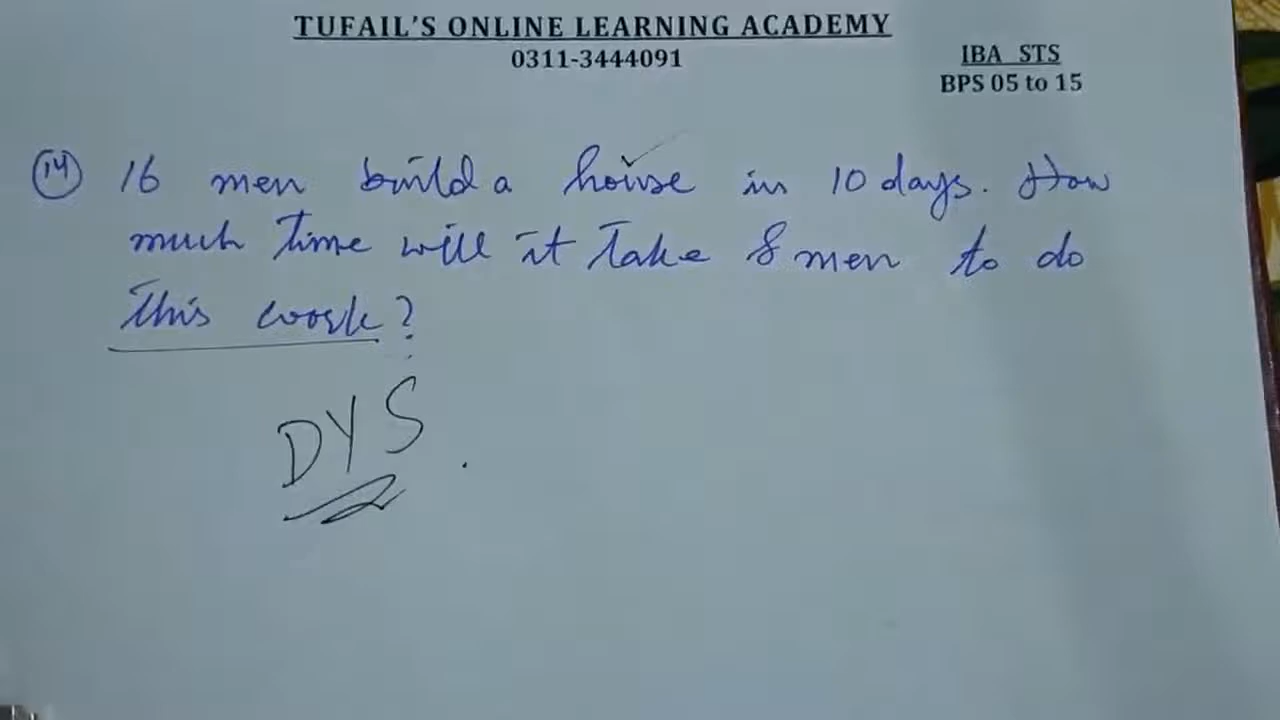 TUFAIL'S ONLINE LEARNING ACADEMY
0311-3444091
IBA STS
BPS 05 to 15
14 16 men build a house in 10 days. How
much time will it take 8 men to do
this work?
DYS